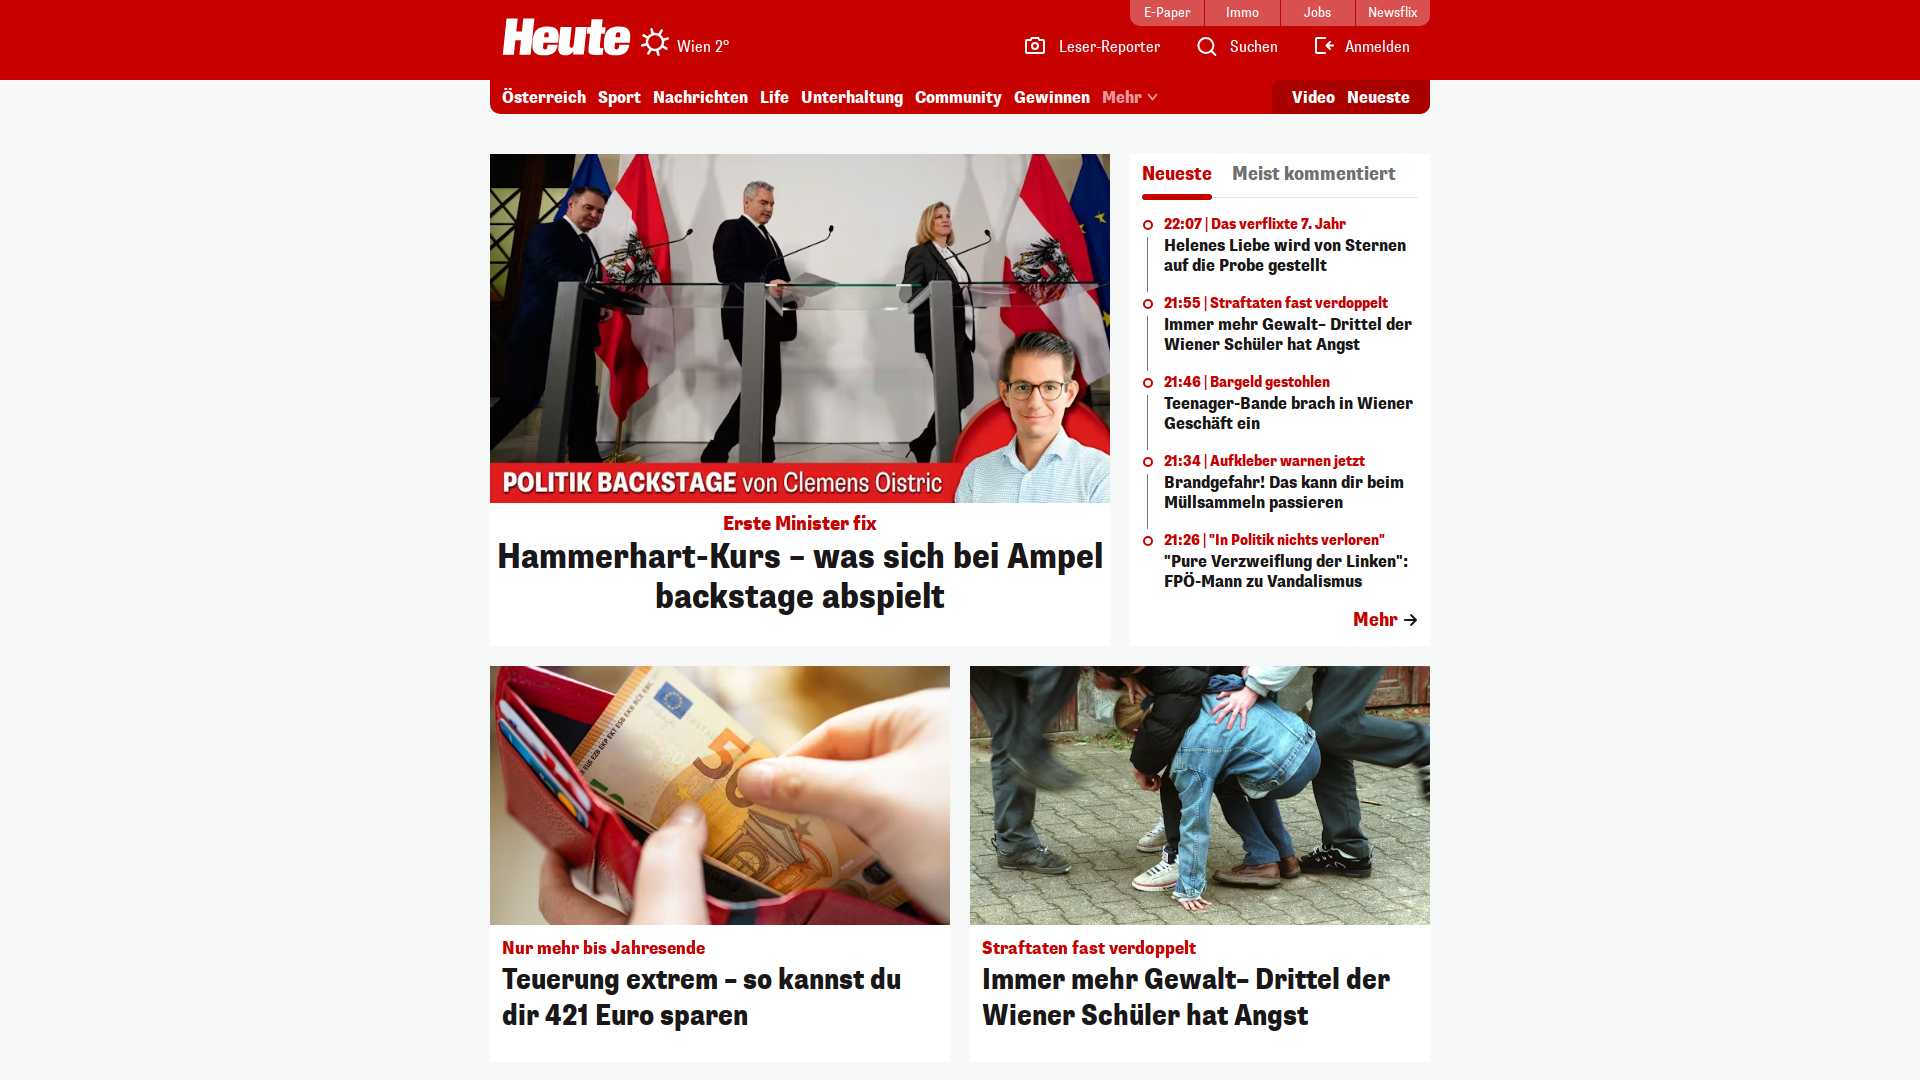 E-Paper
Immo
Jobs
Newsflix
Heute
Wien 2°
Leser-Reporter
Suchen
Anmelden
Österreich
Sport
Nachrichten
Life
Unterhaltung
Community
Gewinnen
Mehr
Video
Neueste
POLITIK BACKSTAGE von Clemens Oistric
Erste Minister fix
Hammerhart-Kurs – was sich bei Ampel
backstage abspielt
Neueste
Meist kommentiert
22:07 | Das verflixte 7. Jahr
Helenes Liebe wird von Sternen
auf die Probe gestellt
21:55 | Straftaten fast verdoppelt
Immer mehr Gewalt– Drittel der
Wiener Schüler hat Angst
21:46 | Bargeld gestohlen
Teenager-Bande brach in Wiener
Geschäft ein
21:34 | Aufkleber warnen jetzt
Brandgefahr! Das kann dir beim
Müllsammeln passieren
21:26 | "In Politik nichts verloren"
"Pure Verzweiflung der Linken":
FPÖ-Mann zu Vandalismus
Mehr
50
Nur mehr bis Jahresende
Teuerung extrem – so kannst du
dir 421 Euro sparen
Straftaten fast verdoppelt
Immer mehr Gewalt– Drittel der
Wiener Schüler hat Angst